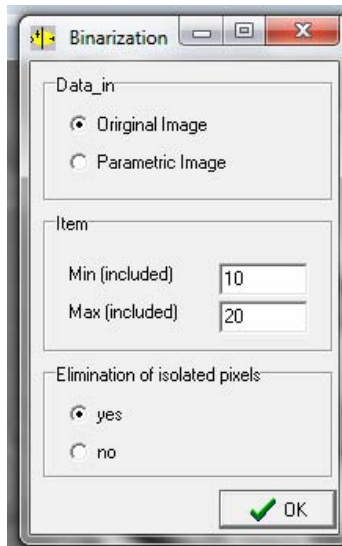 Binarization
Data_in
Orirginal Image
Parametric Image
Item
Min (included) 10
Max (included) 20
Elimination of isolated pixels
yes
no
OK